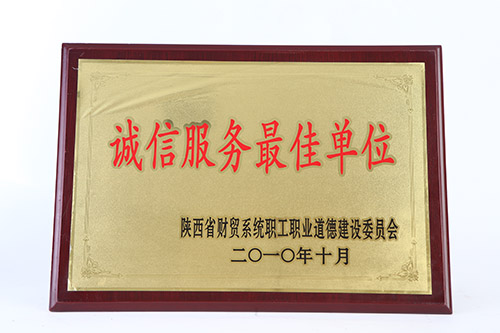 诚信服务最佳单位
陕西省财贸系统职工职业道德建设委员会
二〇一〇年十月